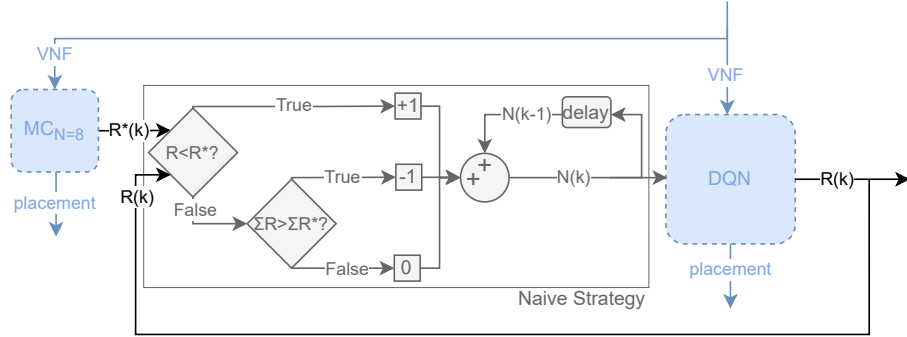 VNF
VNF
MC N=8
R*(k)
R<R*?
True
+1
N(k-1)
delay
R(k)
False
ΣR>ΣR*?
True
-1
+
+
N(k)
DQN
R(k)
placement
False
0
placement
Naive Strategy